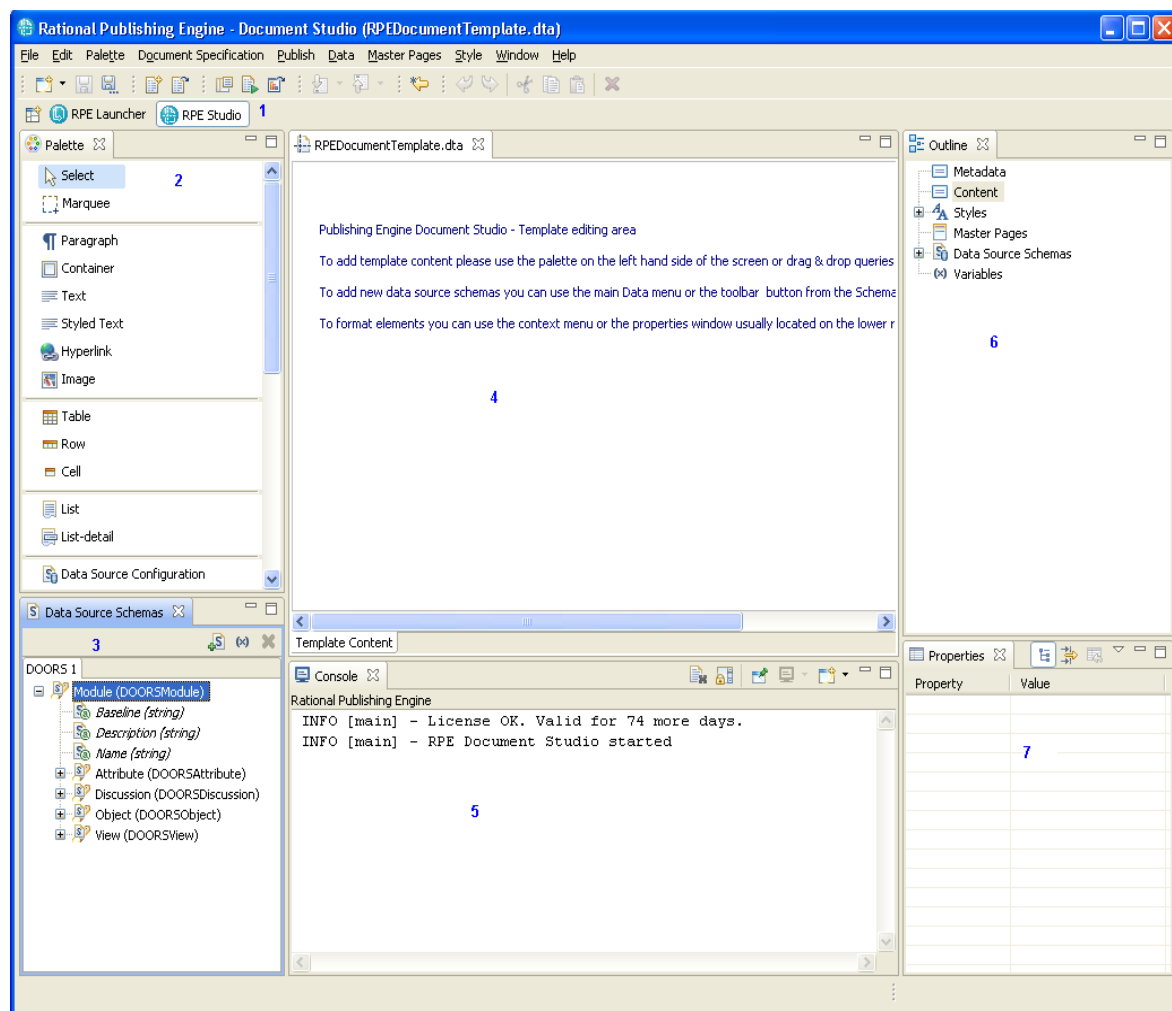 Rational Publishing Engine - Document Studio (RPEDocumentTemplate.dta)
File Edit Palette Document Specification Publish Data Master Pages Style Window Help
RPE Launcher RPE Studio 1
Palette
Select
2
Marquee
Paragraph
Container
Text
Styled Text
Hyperlink
Image
Table
Row
Cell
List
List-detail
Data Source Configuration
Data Source Schemas
3
DOORS 1
Module (DOORSModule)
Baseline (string)
Description (string)
Name (string)
Attribute (DOORSAttribute)
Discussion (DOORSDiscussion)
Object (DOORSObject)
View (DOORSView)
RPEDocumentTemplate.dta
Publishing Engine Document Studio - Template editing area
To add template content please use the palette on the left hand side of the screen or drag & drop queries
To add new data source schemas you can use the main Data menu or the toolbar button from the Schema
To format elements you can use the context menu or the properties window usually located on the lower r
4
Template Content
Console
Rational Publishing Engine
INFO [main] - License OK. Valid for 74 more days.
INFO [main] - RPE Document Studio started
5
Outline
Metadata
Content
Styles
Master Pages
Data Source Schemas
Variables
6
Properties
Property Value
7